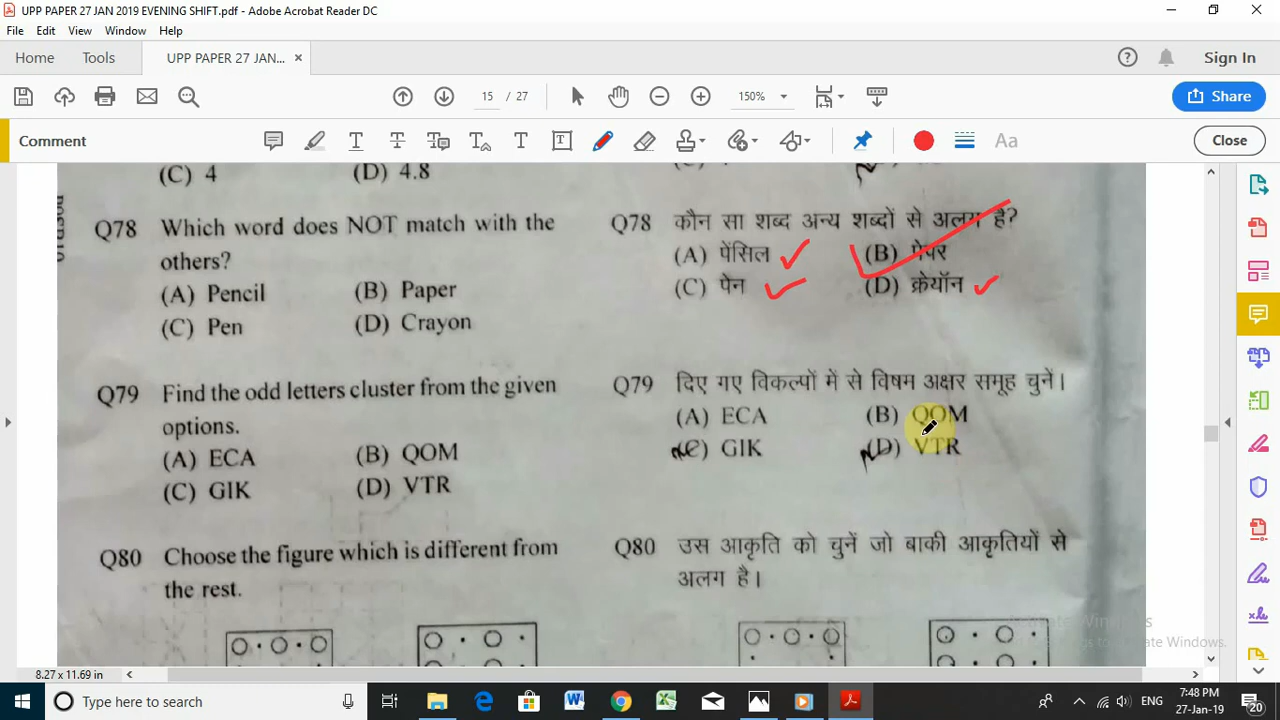 UPP PAPER 27 JAN 2019 EVENING SHIFT.pdf - Adobe Acrobat Reader DC
File Edit View Window Help
Home Tools UPP PAPER 27 JAN... Sign In
15 / 27 150% Share
Comment Aa Close
(C) 4 (D) 4.8
Q78 Which word does NOT match with the
others?
(A) Pencil (B) Paper
(C) Pen (D) Crayon
Q79 Find the odd letters cluster from the given
options.
(A) ECA (B) QOM
(C) GIK (D) VTR
Q80 Choose the figure which is different from
the rest.
Q78 कौन सा शब्द अन्य शब्दों से अलग है?
(A) पेंसिल (B) पेपर
(C) पेन (D) क्रेयॉन
Q79 दिए गए विकल्पों में से विषम अक्षर समूह चुनें।
(A) ECA (B) QOM
(C) GIK (D) VTR
Q80 उस आकृति को चुनें जो बाकी आकृतियों से
अलग है।
Activate Windows
8.27 x 11.69 in
Type here to search
ENG
7:48 PM
27-Jan-19
20